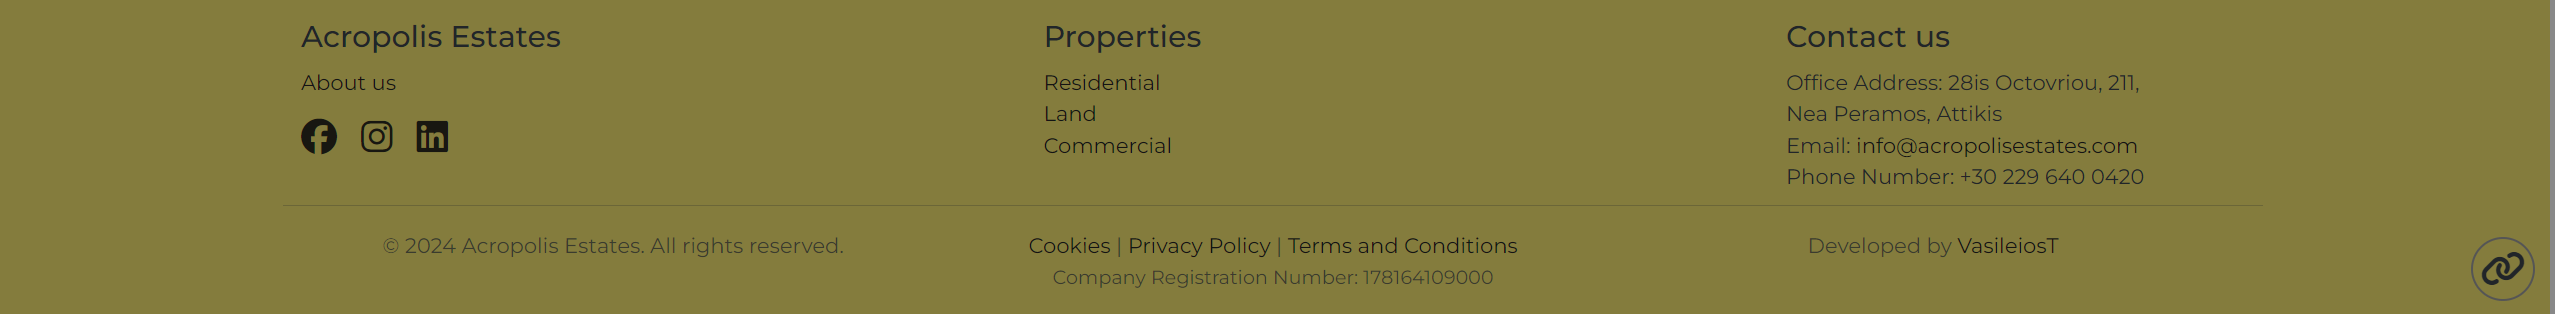 Acropolis Estates
About us
Properties
Residential
Land
Commercial
Contact us
Office Address: 28is Octovriou, 211,
Nea Peramos, Attikis
Email: info@acropolisestates.com
Phone Number: +30 229 640 0420
© 2024 Acropolis Estates. All rights reserved.
Cookies | Privacy Policy | Terms and Conditions
Company Registration Number: 178164109000
Developed by VasileiosT